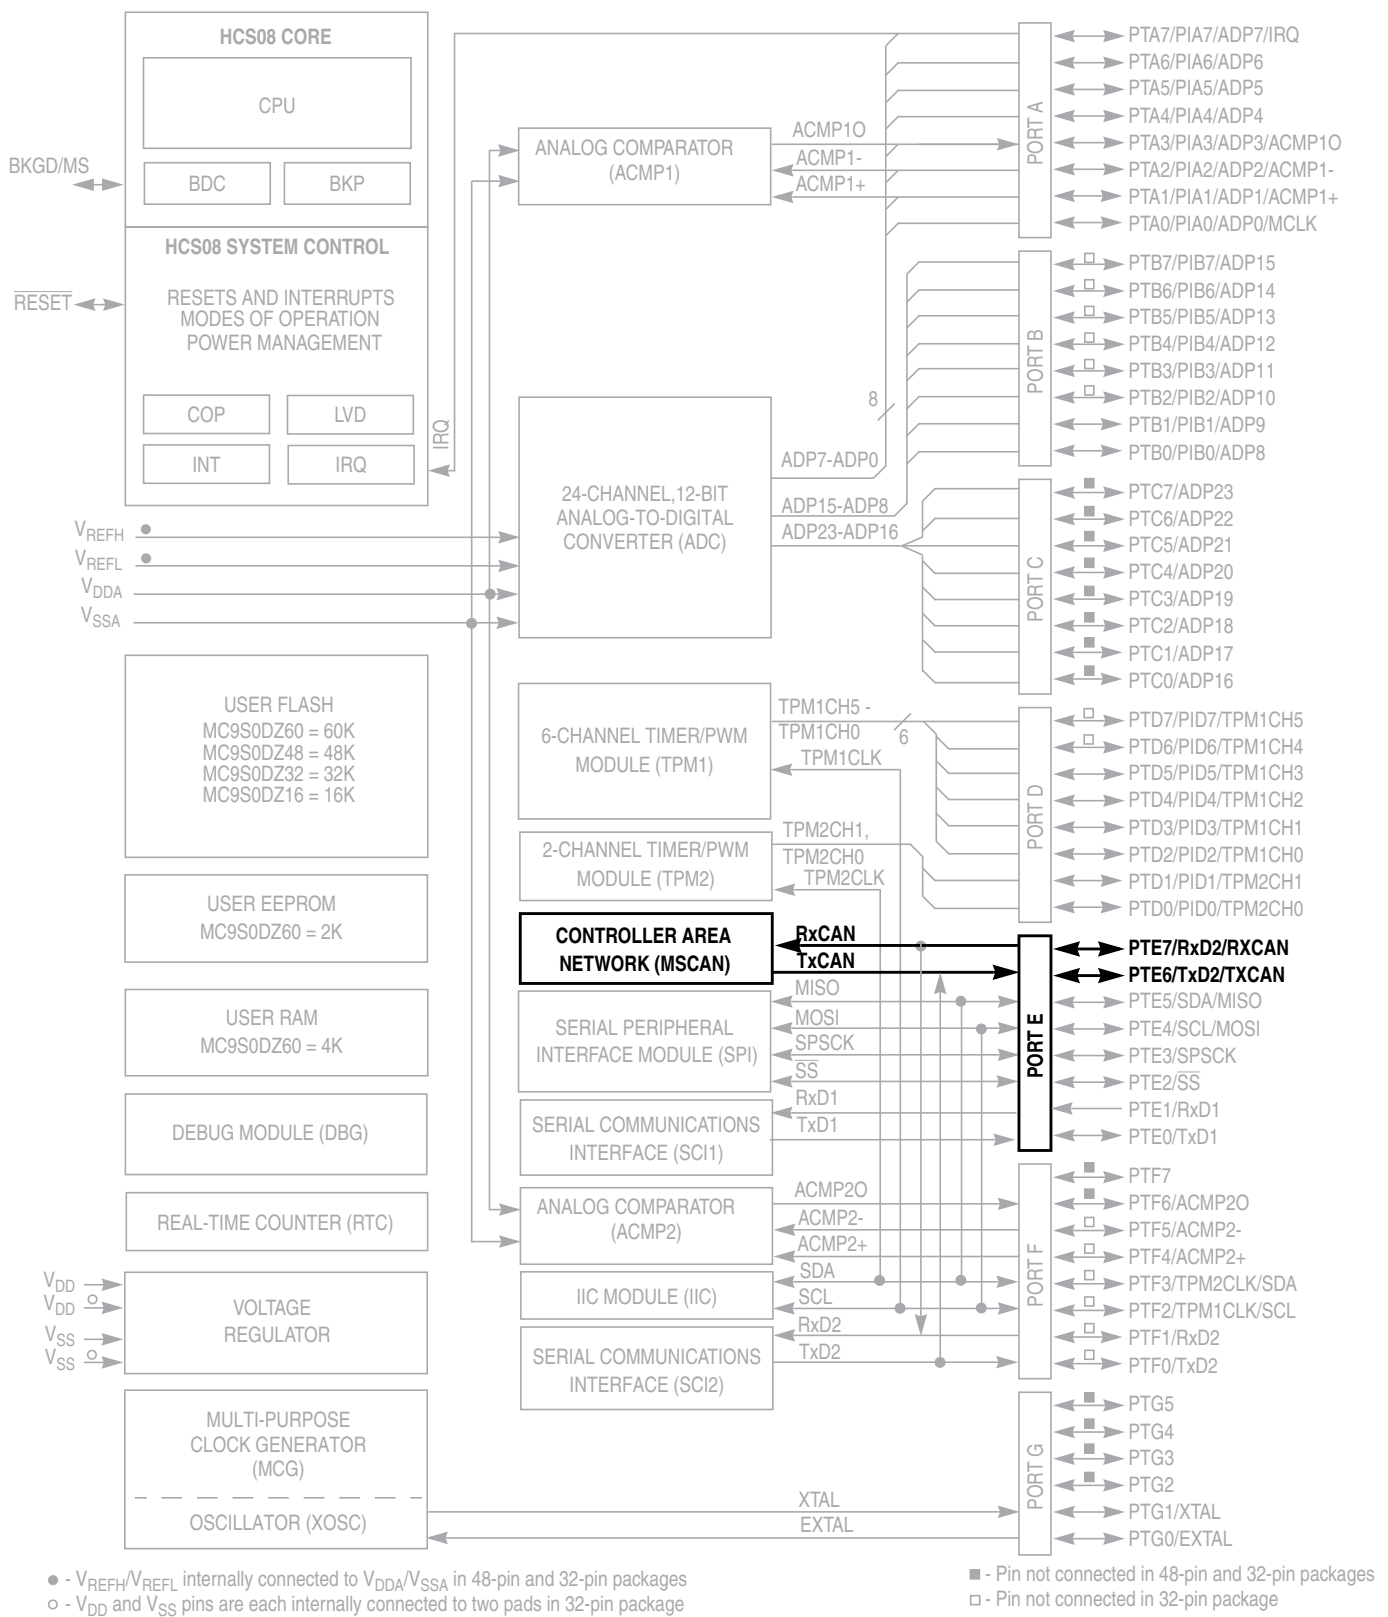 HCS08 CORE
CPU
BDC
BKP
BKGD/MS
HCS08 SYSTEM CONTROL
RESETS AND INTERRUPTS
MODES OF OPERATION
POWER MANAGEMENT
RESET
COP
LVD
INT
IRQ
IRQ
VREFH
VREFL
VDDA
VSSA
USER FLASH
MC9S0DZ60 = 60K
MC9S0DZ48 = 48K
MC9S0DZ32 = 32K
MC9S0DZ16 = 16K
USER EEPROM
MC9S0DZ60 = 2K
USER RAM
MC9S0DZ60 = 4K
DEBUG MODULE (DBG)
REAL-TIME COUNTER (RTC)
VDD
VDD
VSS
VSS
VOLTAGE
REGULATOR
MULTI-PURPOSE
CLOCK GENERATOR
(MCG)
OSCILLATOR (XOSC)
ANALOG COMPARATOR
(ACMP1)
ACMP1O
ACMP1-
ACMP1+
24-CHANNEL,12-BIT
ANALOG-TO-DIGITAL
CONVERTER (ADC)
8
ADP7-ADP0
ADP15-ADP8
ADP23-ADP16
6-CHANNEL TIMER/PWM
MODULE (TPM1)
TPM1CH5 -
TPM1CH0
6
TPM1CLK
2-CHANNEL TIMER/PWM
MODULE (TPM2)
TPM2CH1,
TPM2CH0
TPM2CLK
CONTROLLER AREA
NETWORK (MSCAN)
RxCAN
TxCAN
SERIAL PERIPHERAL
INTERFACE MODULE (SPI)
MISO
MOSI
SPSCK
SS
SERIAL COMMUNICATIONS
INTERFACE (SCI1)
RxD1
TxD1
ANALOG COMPARATOR
(ACMP2)
ACMP2O
ACMP2-
ACMP2+
IIC MODULE (IIC)
SDA
SCL
SERIAL COMMUNICATIONS
INTERFACE (SCI2)
RxD2
TxD2
XTAL
EXTAL
PORT A
PTA7/PIA7/ADP7/IRQ
PTA6/PIA6/ADP6
PTA5/PIA5/ADP5
PTA4/PIA4/ADP4
PTA3/PIA3/ADP3/ACMP1O
PTA2/PIA2/ADP2/ACMP1-
PTA1/PIA1/ADP1/ACMP1+
PTA0/PIA0/ADP0/MCLK
PORT B
PTB7/PIB7/ADP15
PTB6/PIB6/ADP14
PTB5/PIB5/ADP13
PTB4/PIB4/ADP12
PTB3/PIB3/ADP11
PTB2/PIB2/ADP10
PTB1/PIB1/ADP9
PTB0/PIB0/ADP8
PORT C
PTC7/ADP23
PTC6/ADP22
PTC5/ADP21
PTC4/ADP20
PTC3/ADP19
PTC2/ADP18
PTC1/ADP17
PTC0/ADP16
PORT D
PTD7/PID7/TPM1CH5
PTD6/PID6/TPM1CH4
PTD5/PID5/TPM1CH3
PTD4/PID4/TPM1CH2
PTD3/PID3/TPM1CH1
PTD2/PID2/TPM1CH0
PTD1/PID1/TPM2CH1
PTD0/PID0/TPM2CH0
PORT E
PTE7/RxD2/RXCAN
PTE6/TxD2/TXCAN
PTE5/SDA/MISO
PTE4/SCL/MOSI
PTE3/SPSCK
PTE2/SS
PTE1/RxD1
PTE0/TxD1
PORT F
PTF7
PTF6/ACMP2O
PTF5/ACMP2-
PTF4/ACMP2+
PTF3/TPM2CLK/SDA
PTF2/TPM1CLK/SCL
PTF1/RxD2
PTF0/TxD2
PORT G
PTG5
PTG4
PTG3
PTG2
PTG1/XTAL
PTG0/EXTAL
● - VREFH/VREFL internally connected to VDDA/VSSA in 48-pin and 32-pin packages
○ - VDD and VSS pins are each internally connected to two pads in 32-pin package
■ - Pin not connected in 48-pin and 32-pin packages
□ - Pin not connected in 32-pin package